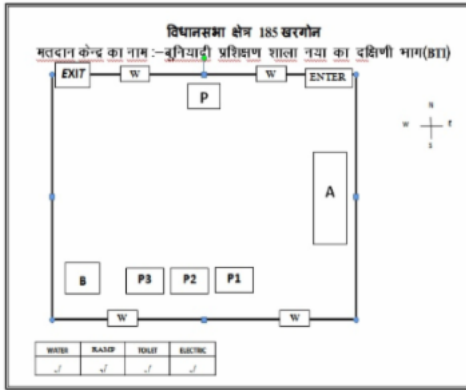 विधानसभा क्षेत्र 185 खरगोन
मतदान केन्द्र का नाम :–बुनियादी प्रशिक्षण शाला नया का दक्षिणी भाग(BTI)
EXIT W W ENTER
P
N
W E
S
A
B P3 P2 P1
W W
WATER RAMP TOILET ELECTRIC
√ √ √ √